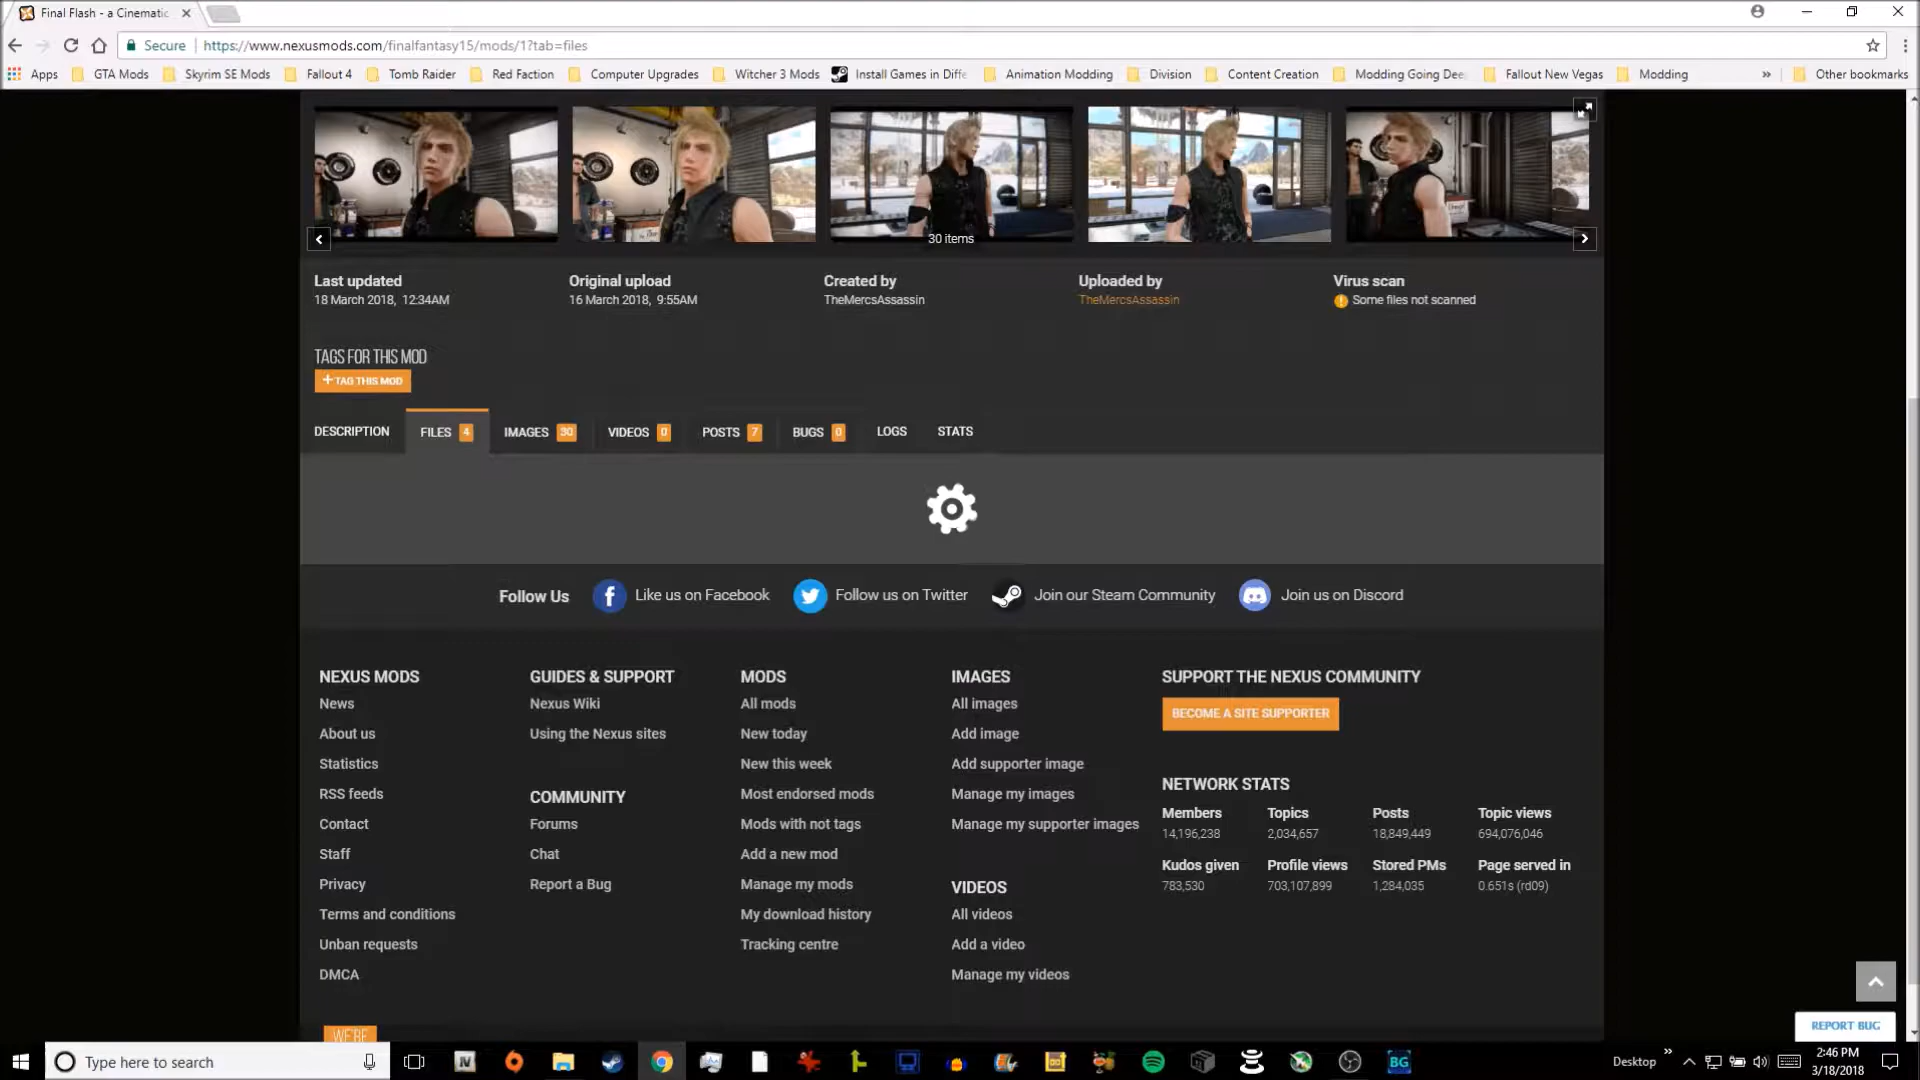 Final Flash - a Cinematic
Secure https://www.nexusmods.com/finalfantasy15/mods/1?tab=files
Apps GTA Mods Skyrim SE Mods Fallout 4 Tomb Raider Red Faction Computer Upgrades Witcher 3 Mods Install Games in Diffe Animation Modding Division Content Creation Modding Going Dee Fallout New Vegas Modding » Other bookmarks
30 items
Last updated Original upload Created by Uploaded by Virus scan
18 March 2018, 12:34AM 16 March 2018, 9:55AM TheMercsAssassin TheMercsAssassin Some files not scanned
TAGS FOR THIS MOD
+ TAG THIS MOD
DESCRIPTION FILES 4 IMAGES 30 VIDEOS 0 POSTS 7 BUGS 0 LOGS STATS
Follow Us Like us on Facebook Follow us on Twitter Join our Steam Community Join us on Discord
NEXUS MODS
News
About us
Statistics
RSS feeds
Contact
Staff
Privacy
Terms and conditions
Unban requests
DMCA
GUIDES & SUPPORT
Nexus Wiki
Using the Nexus sites
COMMUNITY
Forums
Chat
Report a Bug
MODS
All mods
New today
New this week
Most endorsed mods
Mods with not tags
Add a new mod
Manage my mods
My download history
Tracking centre
IMAGES
All images
Add image
Add supporter image
Manage my images
Manage my supporter images
VIDEOS
All videos
Add a video
Manage my videos
SUPPORT THE NEXUS COMMUNITY
BECOME A SITE SUPPORTER
NETWORK STATS
Members Topics Posts Topic views
14,196,238 2,034,657 18,849,449 694,076,046
Kudos given Profile views Stored PMs Page served in
783,530 703,107,899 1,284,035 0.651s (rd09)
WE'RE
REPORT BUG
Type here to search IV BG Desktop » 2:46 PM
3/18/2018